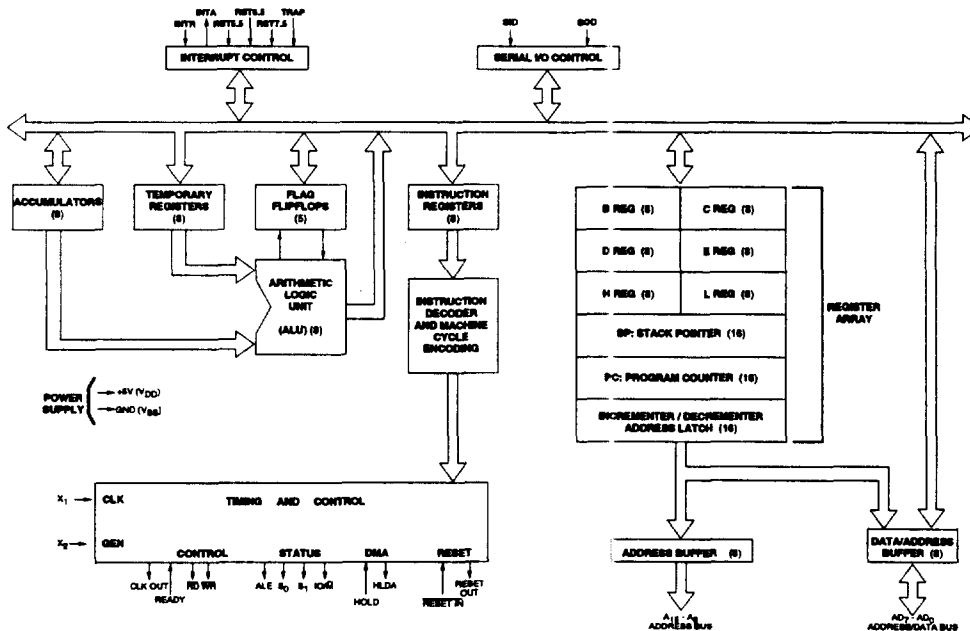 INTR INTA RST5.5 RST6.5 RST7.5 TRAP
INTERRUPT CONTROL
SID
SERIAL I/O CONTROL
ACCUMULATORS
(8)
TEMPORARY
REGISTERS
(8)
FLAG
FLIPFLOPS
(5)
INSTRUCTION
REGISTERS
(8)
ARITHMETIC
LOGIC
UNIT
(ALU) (8)
INSTRUCTION
DECODER
AND MACHINE
CYCLE
ENCODING
B REG (8)
C REG (8)
D REG (8)
E REG (8)
H REG (8)
L REG (8)
SP: STACK POINTER (16)
PC: PROGRAM COUNTER (16)
INCREMENTER / DECREMENTER
ADDRESS LATCH (16)
REGISTER
ARRAY
POWER
SUPPLY
+5V (VDD)
GND (VSS)
X1
CLK
TIMING AND CONTROL
X2
GEN
CONTROL
STATUS
DMA
RESET
CLK OUT
READY
RD WR
ALE S0 S1 IO/M
HOLD
HLDA
RESET IN
RESET
OUT
ADDRESS BUFFER (8)
DATA/ADDRESS
BUFFER (8)
A15 - A8
ADDRESS BUS
AD7 - AD0
ADDRESS/DATA BUS